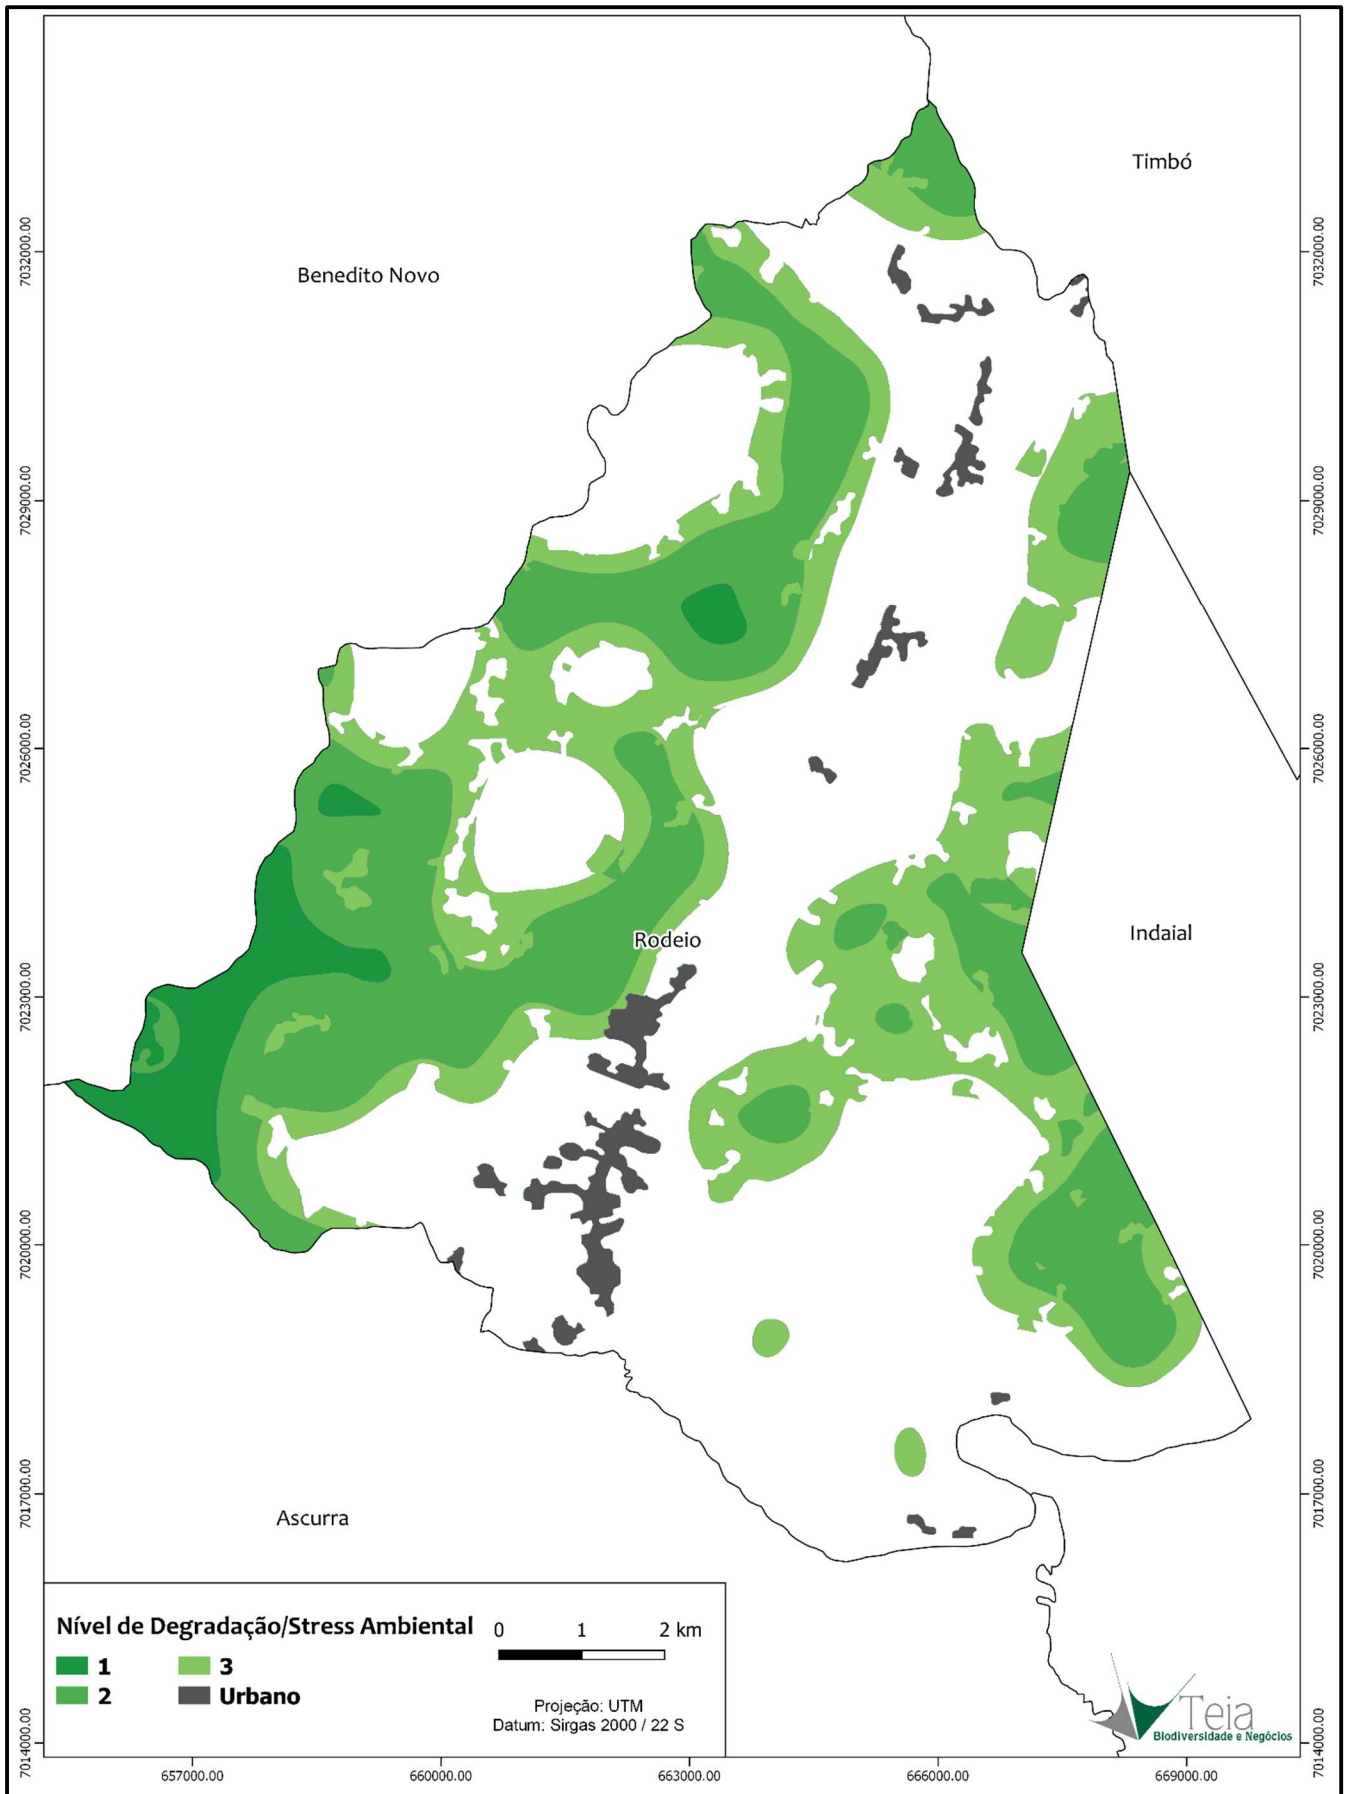 Timbó
Benedito Novo
Rodeio
Indaial
Ascurra
7032000.00
7029000.00
7026000.00
7023000.00
7020000.00
7017000.00
7014000.00
7032000.00
7029000.00
7026000.00
7023000.00
7020000.00
7017000.00
7014000.00
Nível de Degradação/Stress Ambiental
1
3
2
Urbano
0 1 2 km
Projeção: UTM
Datum: Sirgas 2000 / 22 S
Teia
Biodiversidade e Negócios
657000.00 660000.00 663000.00 666000.00 669000.00